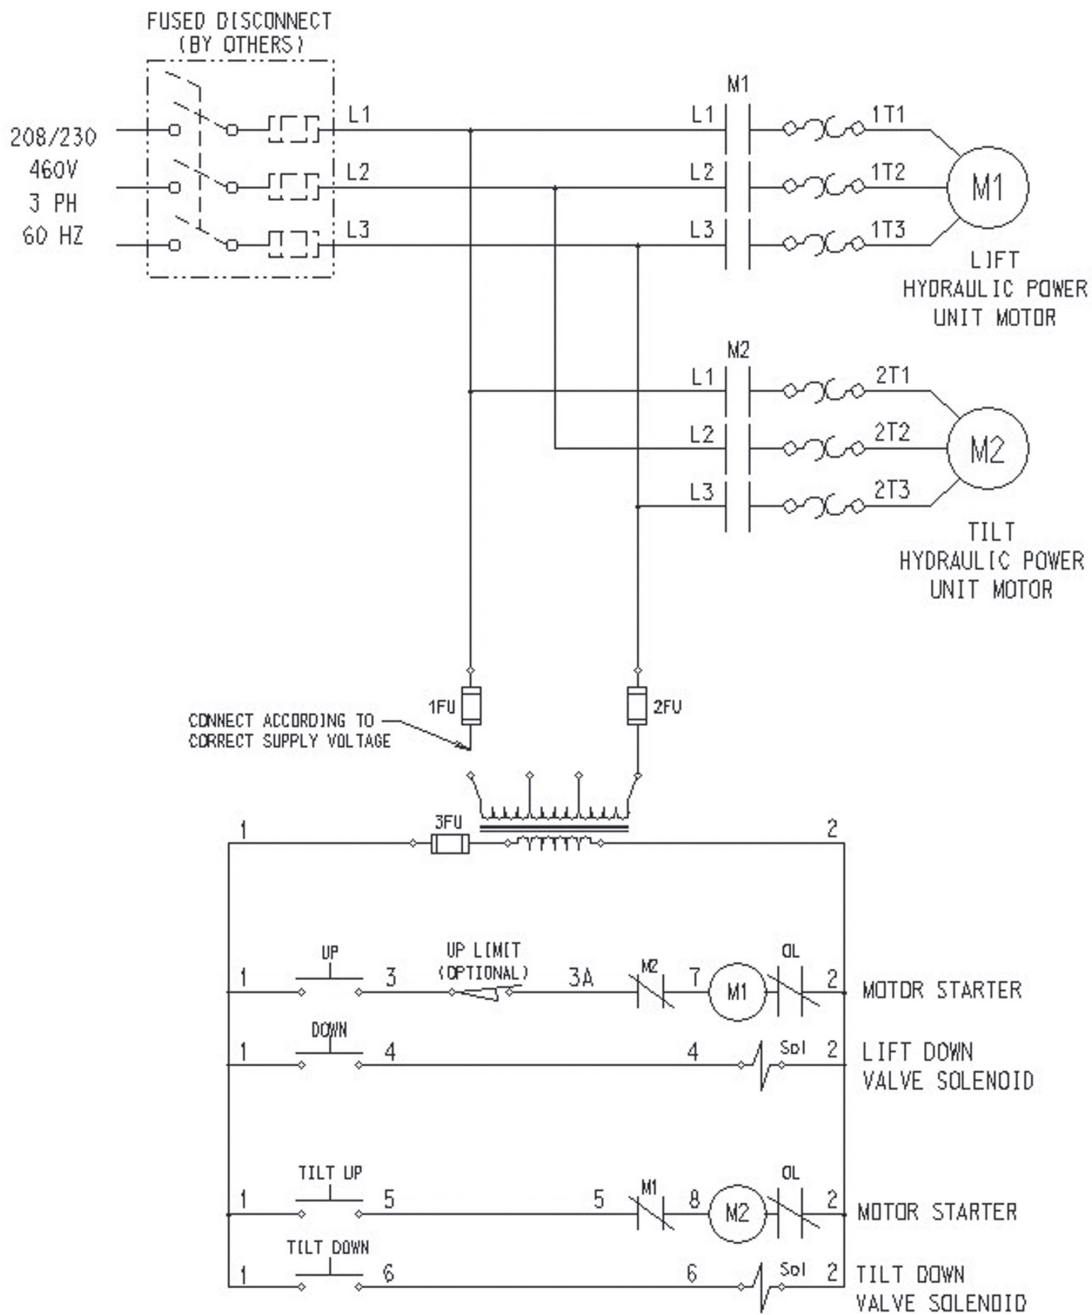 FUSED DISCONNECT
(BY OTHERS)
208/230
460V
3 PH
60 HZ
L1
L2
L3
M1
L1
L2
L3
1T1
1T2
1T3
M1
LIFT
HYDRAULIC POWER
UNIT MOTOR
M2
L1
L2
L3
2T1
2T2
2T3
M2
TILT
HYDRAULIC POWER
UNIT MOTOR
1FU
2FU
CONNECT ACCORDING TO
CORRECT SUPPLY VOLTAGE
1
3FU
2
1
UP
3
UP LIMIT
(OPTIONAL)
3A
M2
7
M1
OL
2
MOTOR STARTER
1
DOWN
4
4
Sol
2
LIFT DOWN
VALVE SOLENOID
1
TILT UP
5
5
M1
8
M2
OL
2
MOTOR STARTER
1
TILT DOWN
6
6
Sol
2
TILT DOWN
VALVE SOLENOID